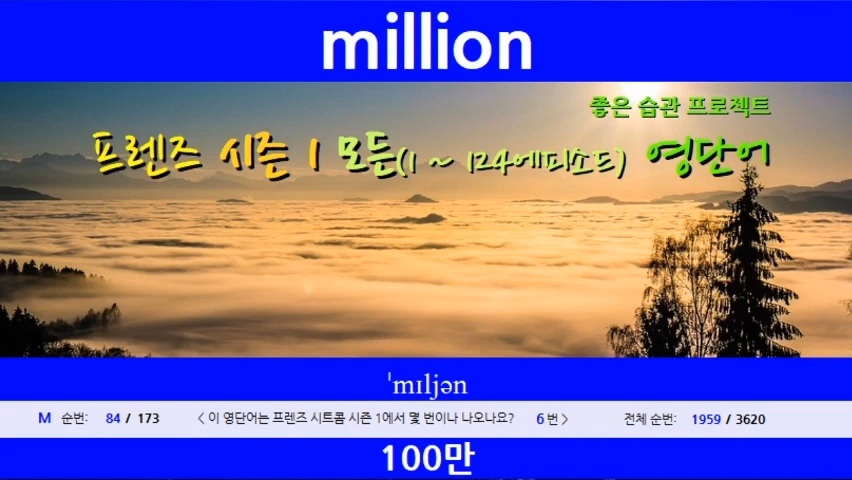 million
좋은 습관 프로젝트
프렌즈 시즌 1 모든(1 ~ 124에피소드) 영단어
ˈmɪljən
M 순번: 84 / 173 < 이 영단어는 프렌즈 시트콤 시즌 1에서 몇 번이나 나오나요? 6 번 > 전체 순번: 1959 / 3620
100만